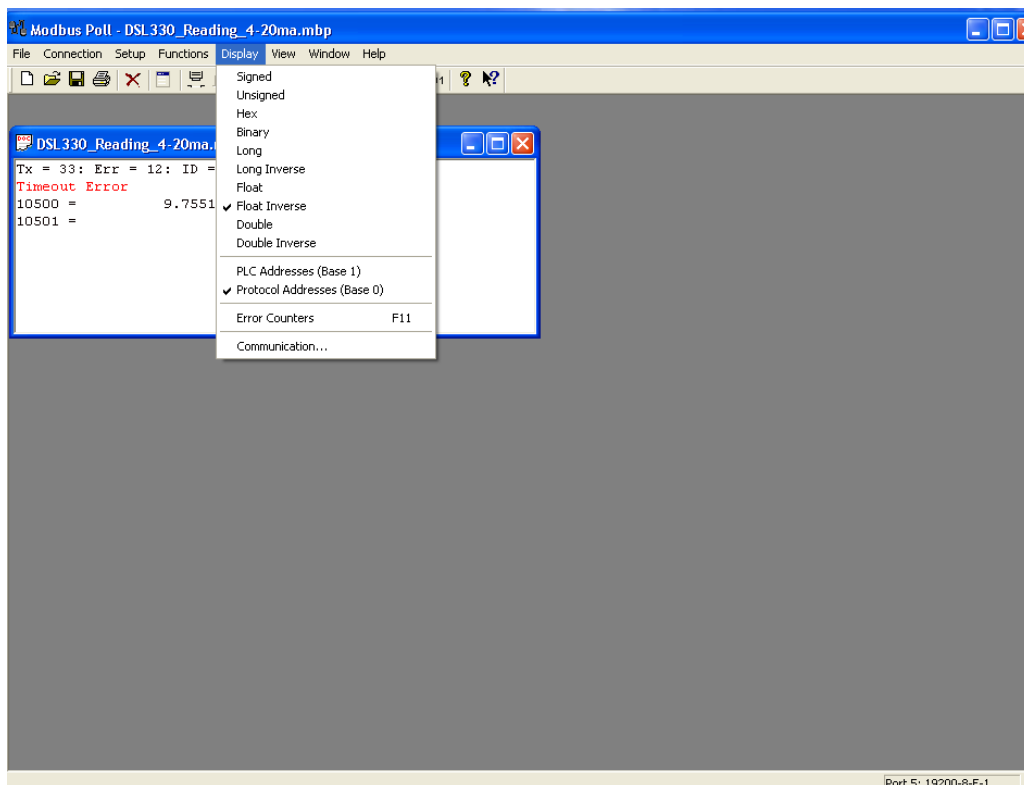 Modbus Poll - DSL330_Reading_4-20ma.mbp
File Connection Setup Functions Display View Window Help
DSL330_Reading_4-20ma.
Tx = 33: Err = 12: ID =
Timeout Error
10500 = 9.7551
10501 =
Signed
Unsigned
Hex
Binary
Long
Long Inverse
Float
Float Inverse
Double
Double Inverse
PLC Addresses (Base 1)
Protocol Addresses (Base 0)
Error Counters F11
Communication...
Port 5: 19200-8-E-1